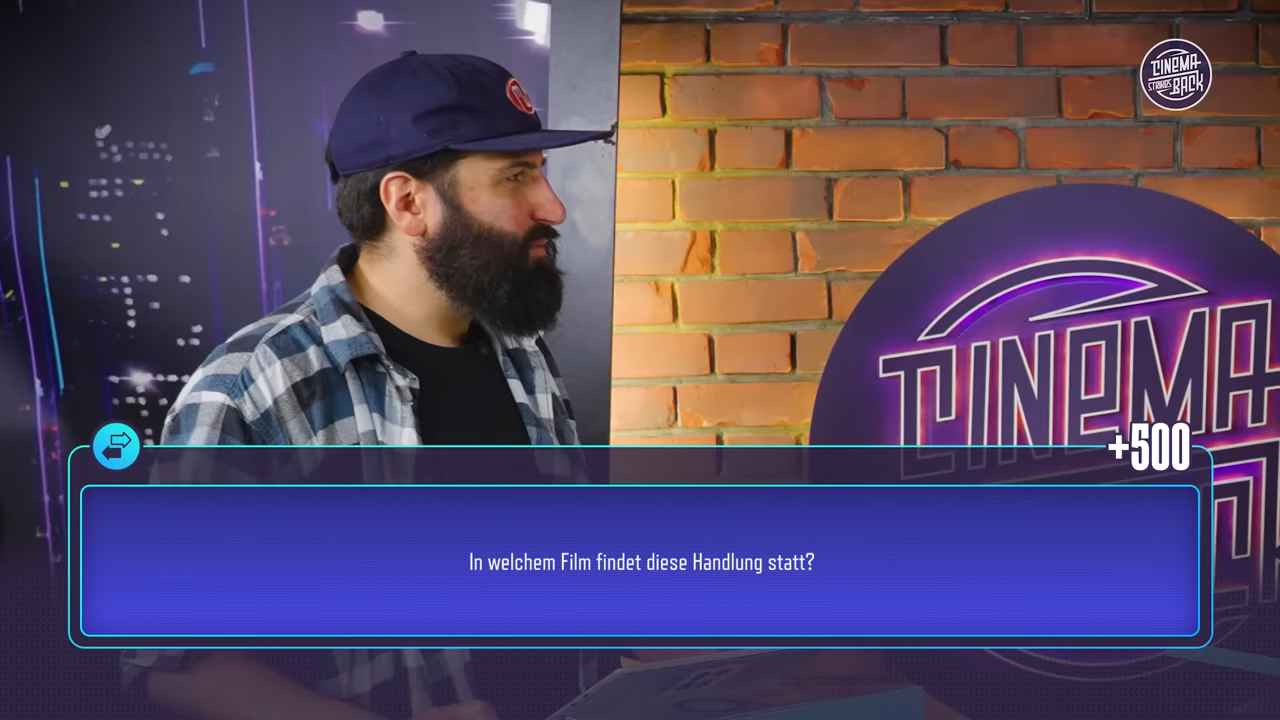 CINEMA
STRIKES BACK
CINEMA
+500
In welchem Film findet diese Handlung statt?